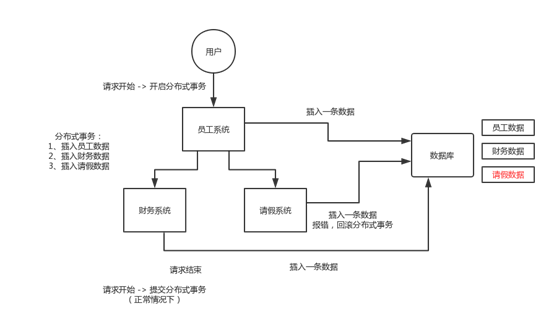 用户
请求开始 -> 开启分布式事务
插入一条数据
员工系统
分布式事务：
1、插入员工数据
2、插入财务数据
3、插入请假数据
数据库
员工数据
财务数据
请假数据
财务系统
请假系统
插入一条数据
报错，回滚分布式事务
请求结束
插入一条数据
请求开始 -> 提交分布式事务
（正常情况下）